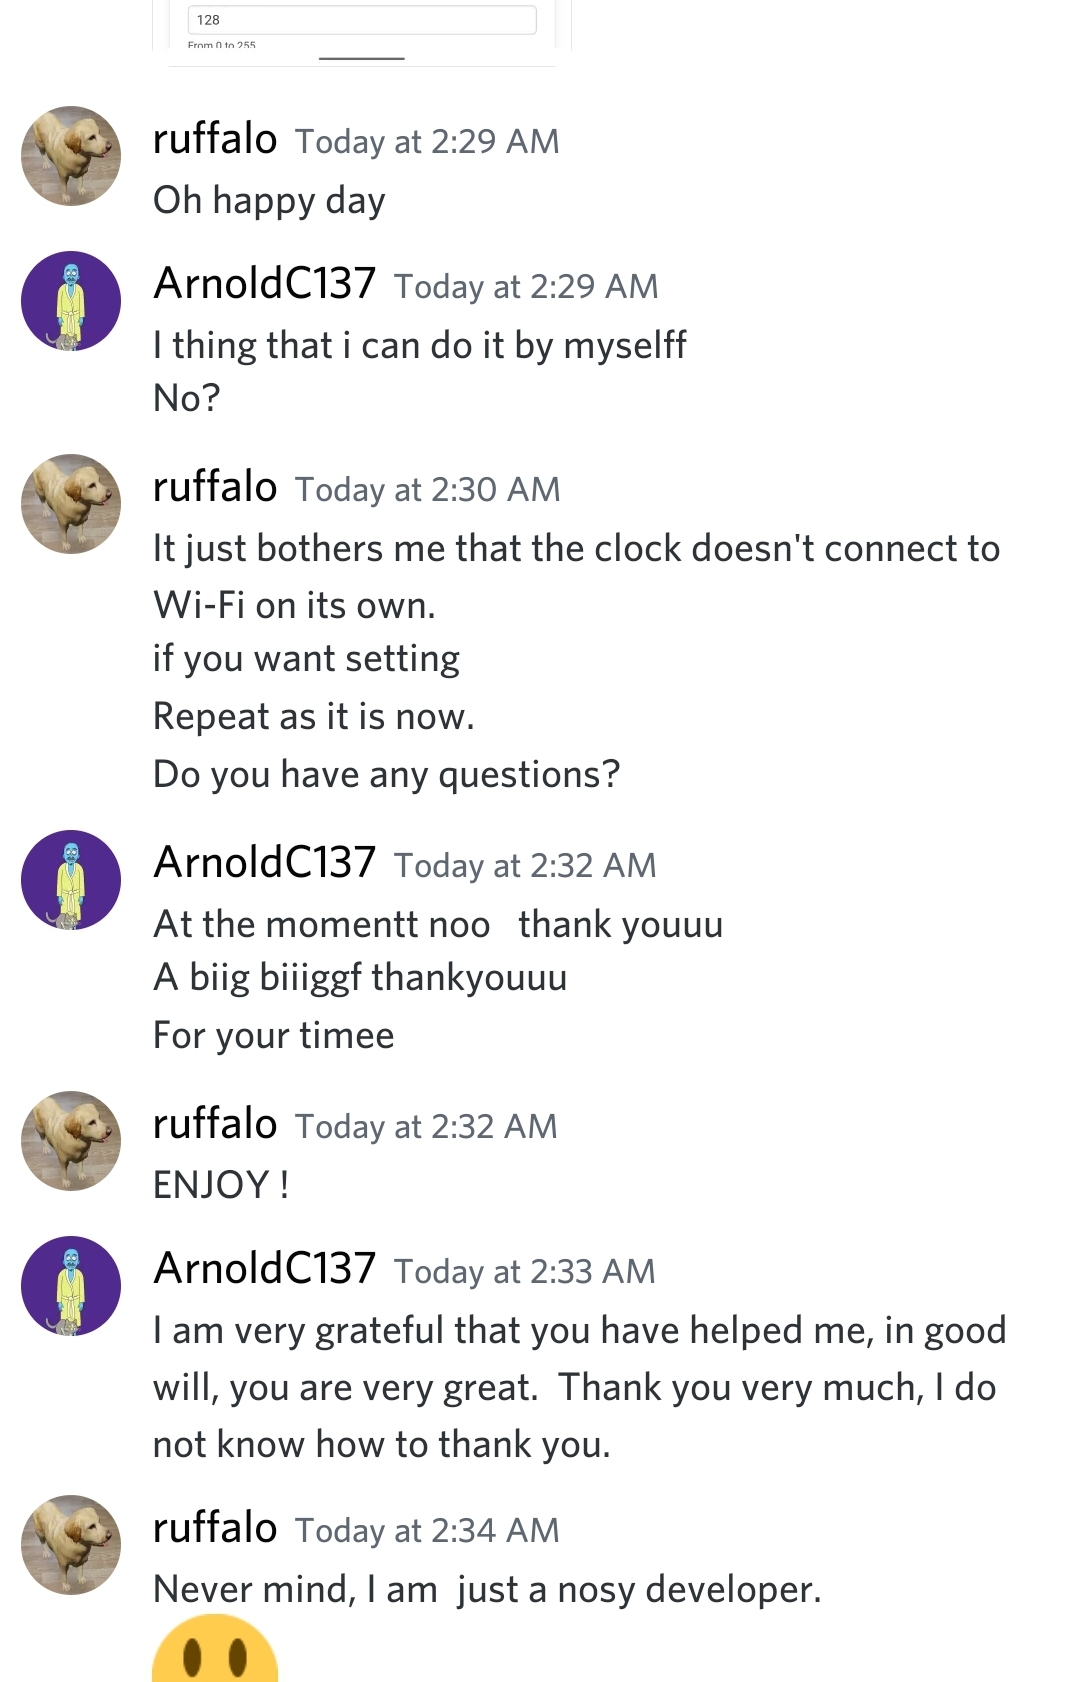 128
From 0 to 255
ruffalo Today at 2:29 AM
Oh happy day
ArnoldC137 Today at 2:29 AM
I thing that i can do it by myselff
No?
ruffalo Today at 2:30 AM
It just bothers me that the clock doesn't connect to
Wi-Fi on its own.
if you want setting
Repeat as it is now.
Do you have any questions?
ArnoldC137 Today at 2:32 AM
At the momentt noo   thank youuu
A biig biiiggf thankyouuu
For your timee
ruffalo Today at 2:32 AM
ENJOY !
ArnoldC137 Today at 2:33 AM
I am very grateful that you have helped me, in good
will, you are very great.  Thank you very much, I do
not know how to thank you.
ruffalo Today at 2:34 AM
Never mind, I am  just a nosy developer.